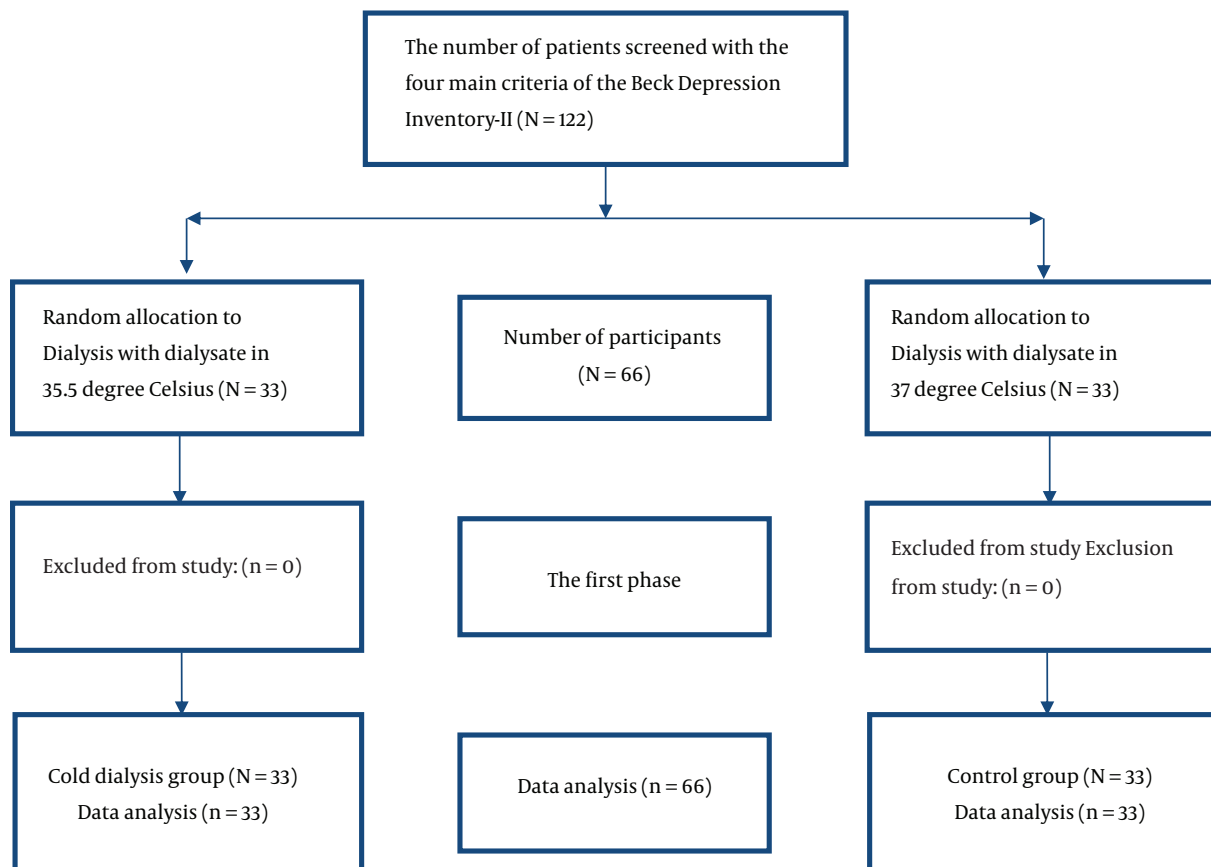 The number of patients screened with the
four main criteria of the Beck Depression
Inventory-II (N = 122)
Random allocation to
Dialysis with dialysate in
35.5 degree Celsius (N = 33)
Number of participants
(N = 66)
Random allocation to
Dialysis with dialysate in
37 degree Celsius (N = 33)
Excluded from study: (n = 0)
The first phase
Excluded from study Exclusion
from study: (n = 0)
Cold dialysis group (N = 33)
Data analysis (n = 33)
Data analysis (n = 66)
Control group (N = 33)
Data analysis (n = 33)